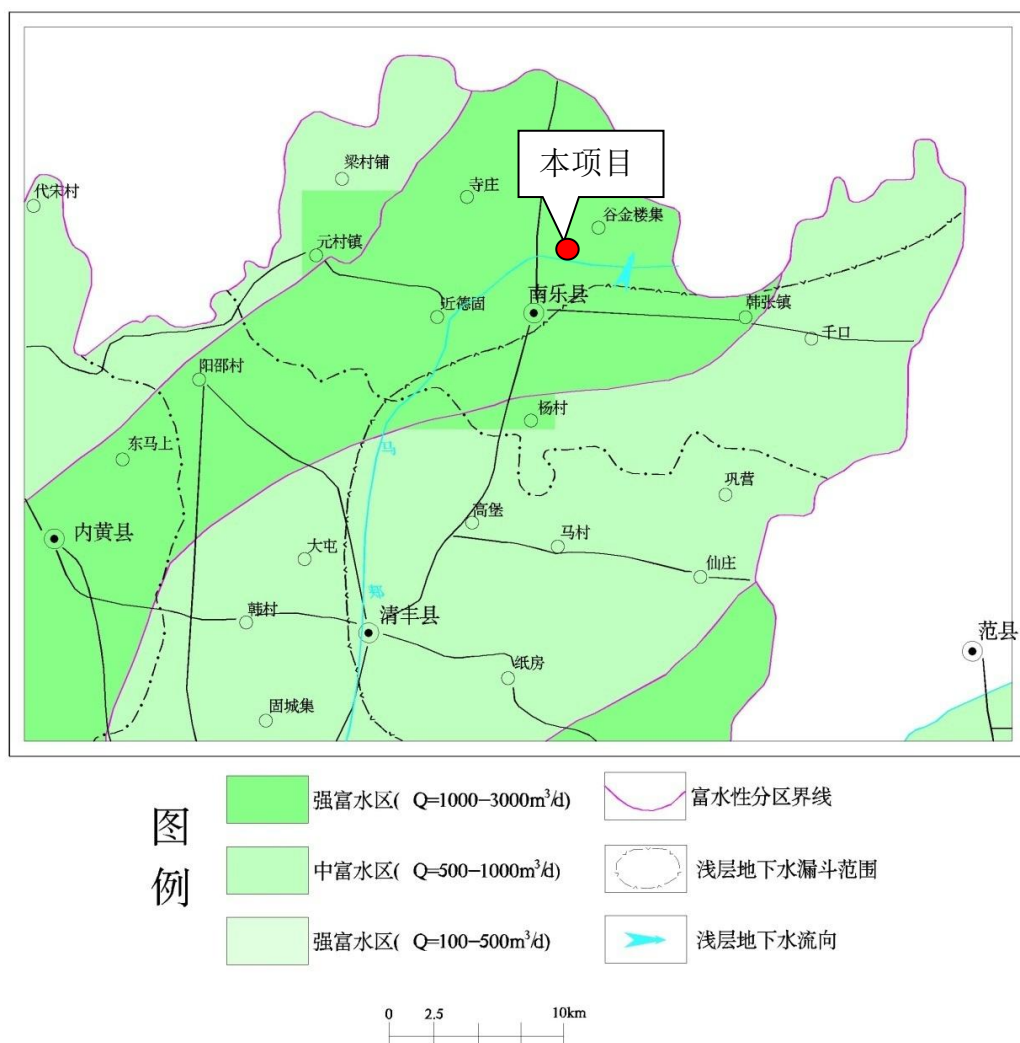 本项目
代宋村
梁村铺
寺庄
谷金楼集
元村镇
近德固
南乐县
韩张镇
千口
阳邵村
杨村
东马上
马
巩营
内黄县
高堡
马村
大屯
仙庄
颊
韩村
清丰县
范县
纸房
固城集
图例
强富水区( Q=1000-3000m³/d)
富水性分区界线
中富水区( Q=500-1000m³/d)
浅层地下水漏斗范围
强富水区( Q=100-500m³/d)
浅层地下水流向
0 2.5 10km